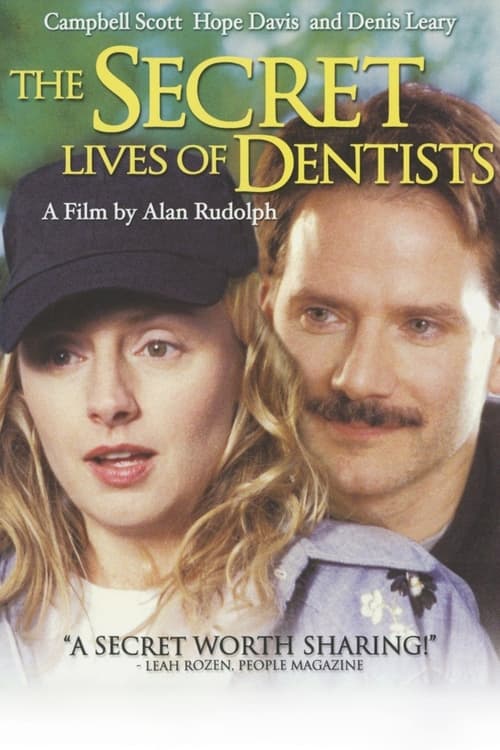 Campbell Scott Hope Davis and Denis Leary
THE SECRET
LIVES OF DENTISTS
A Film by Alan Rudolph
“A SECRET WORTH SHARING!”
- LEAH ROZEN, PEOPLE MAGAZINE